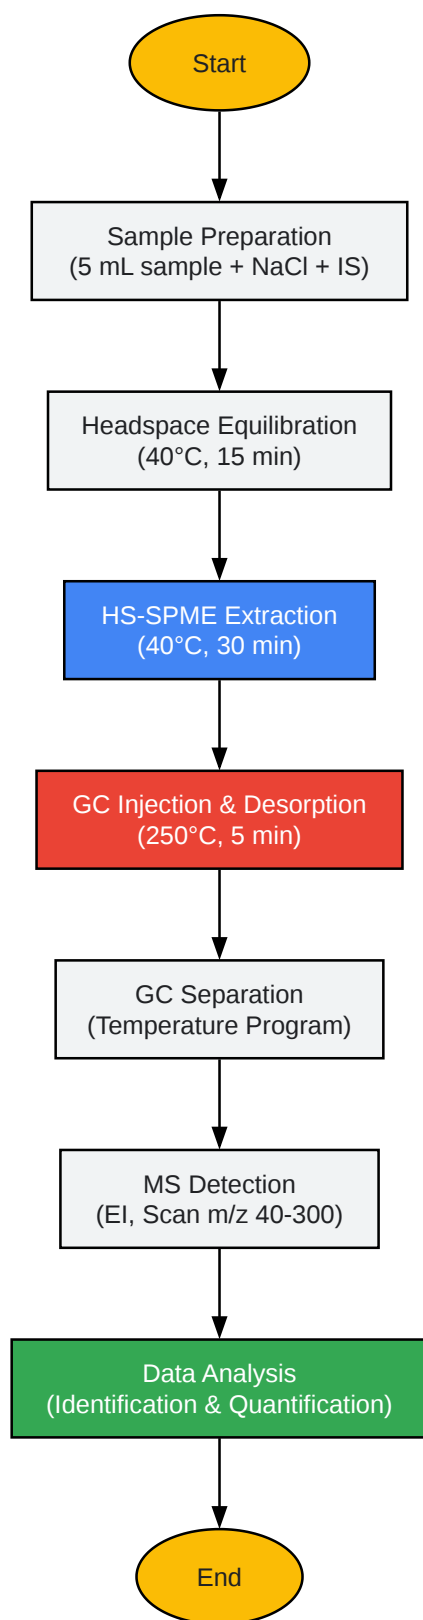 Start
Sample Preparation
(5 mL sample + NaCl + IS)
Headspace Equilibration
(40°C, 15 min)
HS-SPME Extraction
(40°C, 30 min)
GC Injection & Desorption
(250°C, 5 min)
GC Separation
(Temperature Program)
MS Detection
(EI, Scan m/z 40-300)
Data Analysis
(Identification & Quantification)
End